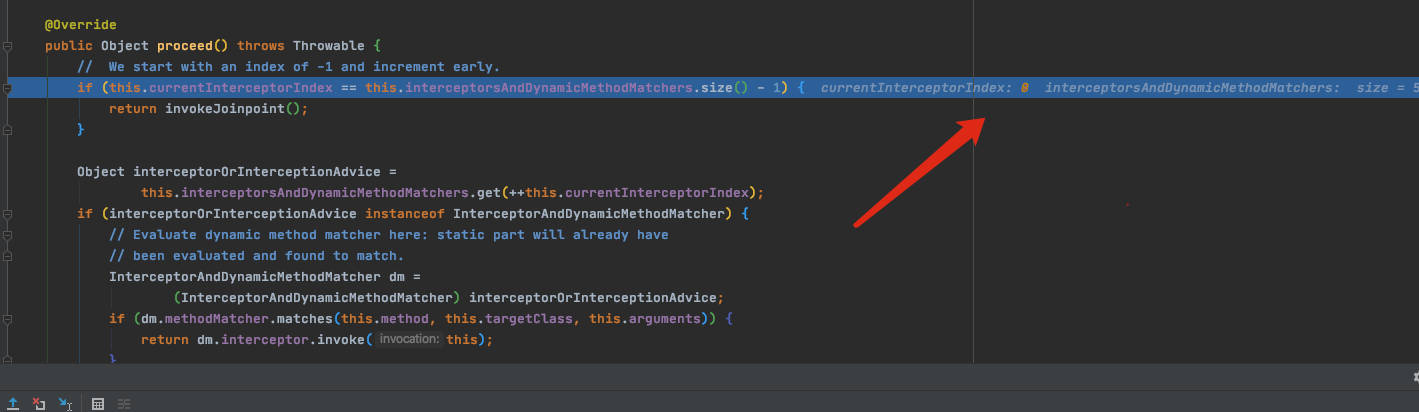 @Override
public Object proceed() throws Throwable {
// We start with an index of -1 and increment early.
if (this.currentInterceptorIndex == this.interceptorsAndDynamicMethodMatchers.size() - 1) { currentInterceptorIndex: 0 interceptorsAndDynamicMethodMatchers: size = 5
return invokeJoinpoint();
}
Object interceptorOrInterceptionAdvice =
this.interceptorsAndDynamicMethodMatchers.get(++this.currentInterceptorIndex);
if (interceptorOrInterceptionAdvice instanceof InterceptorAndDynamicMethodMatcher) {
// Evaluate dynamic method matcher here: static part will already have
// been evaluated and found to match.
InterceptorAndDynamicMethodMatcher dm =
(InterceptorAndDynamicMethodMatcher) interceptorOrInterceptionAdvice;
if (dm.methodMatcher.matches(this.method, this.targetClass, this.arguments)) {
return dm.interceptor.invoke( invocation: this);
}